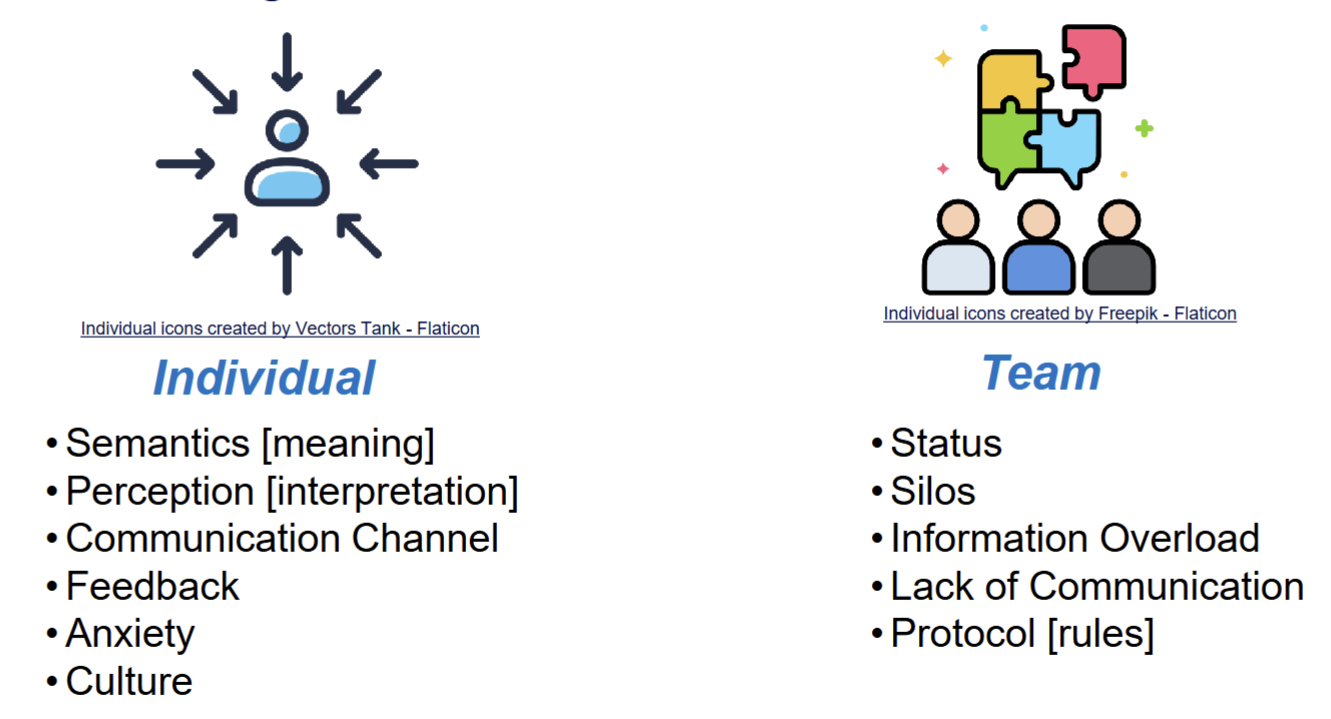 Individual icons created by Vectors Tank - Flaticon
Individual
• Semantics [meaning]
• Perception [interpretation]
• Communication Channel
• Feedback
• Anxiety
• Culture
Individual icons created by Freepik - Flaticon
Team
• Status
• Silos
• Information Overload
• Lack of Communication
• Protocol [rules]